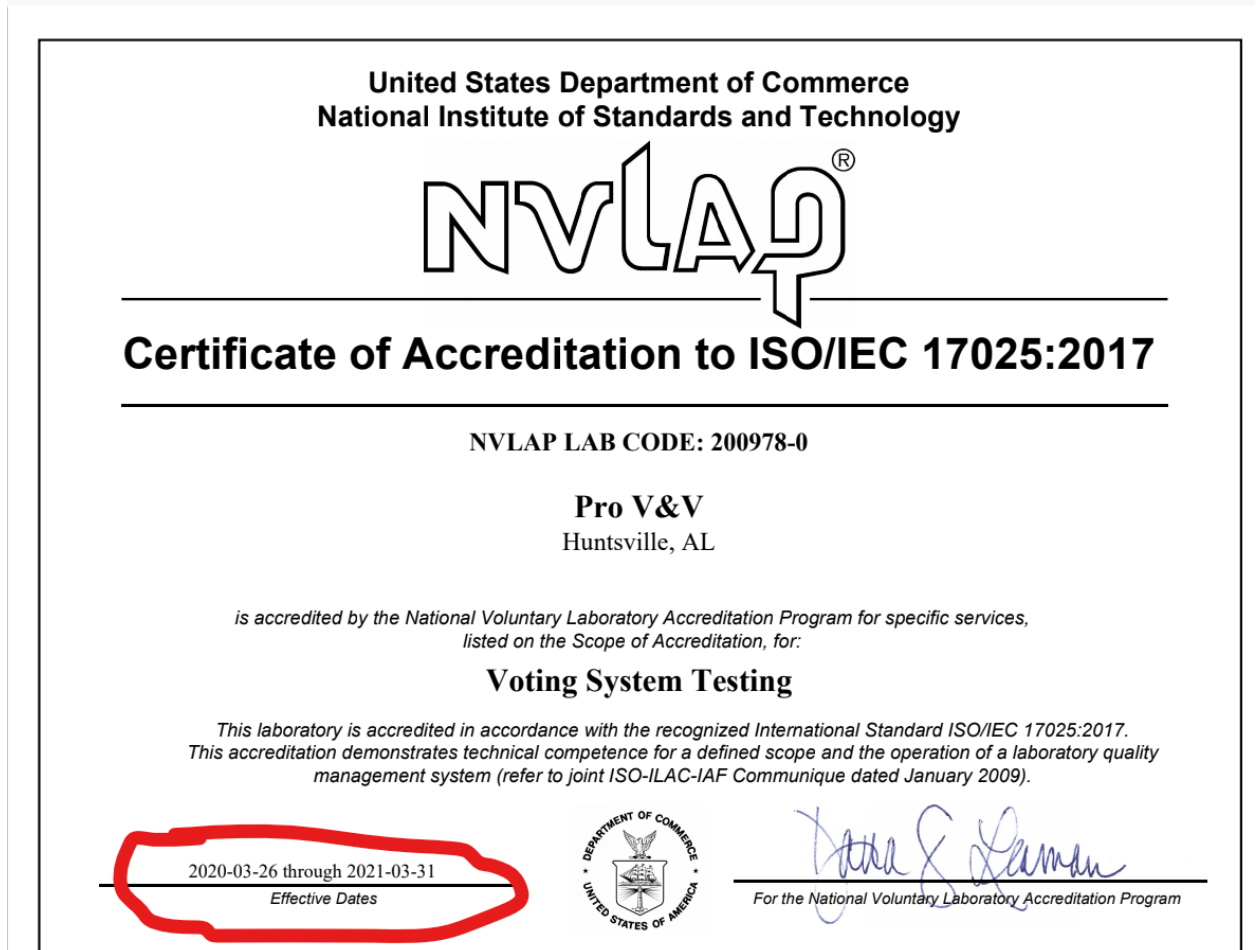 United States Department of Commerce
National Institute of Standards and Technology
NVLAP®
Certificate of Accreditation to ISO/IEC 17025:2017
NVLAP LAB CODE: 200978-0
Pro V&V
Huntsville, AL
is accredited by the National Voluntary Laboratory Accreditation Program for specific services,
listed on the Scope of Accreditation, for:
Voting System Testing
This laboratory is accredited in accordance with the recognized International Standard ISO/IEC 17025:2017.
This accreditation demonstrates technical competence for a defined scope and the operation of a laboratory quality
management system (refer to joint ISO-ILAC-IAF Communique dated January 2009).
2020-03-26 through 2021-03-31
Effective Dates
DEPARTMENT OF COMMERCE
UNITED STATES OF AMERICA
For the National Voluntary Laboratory Accreditation Program